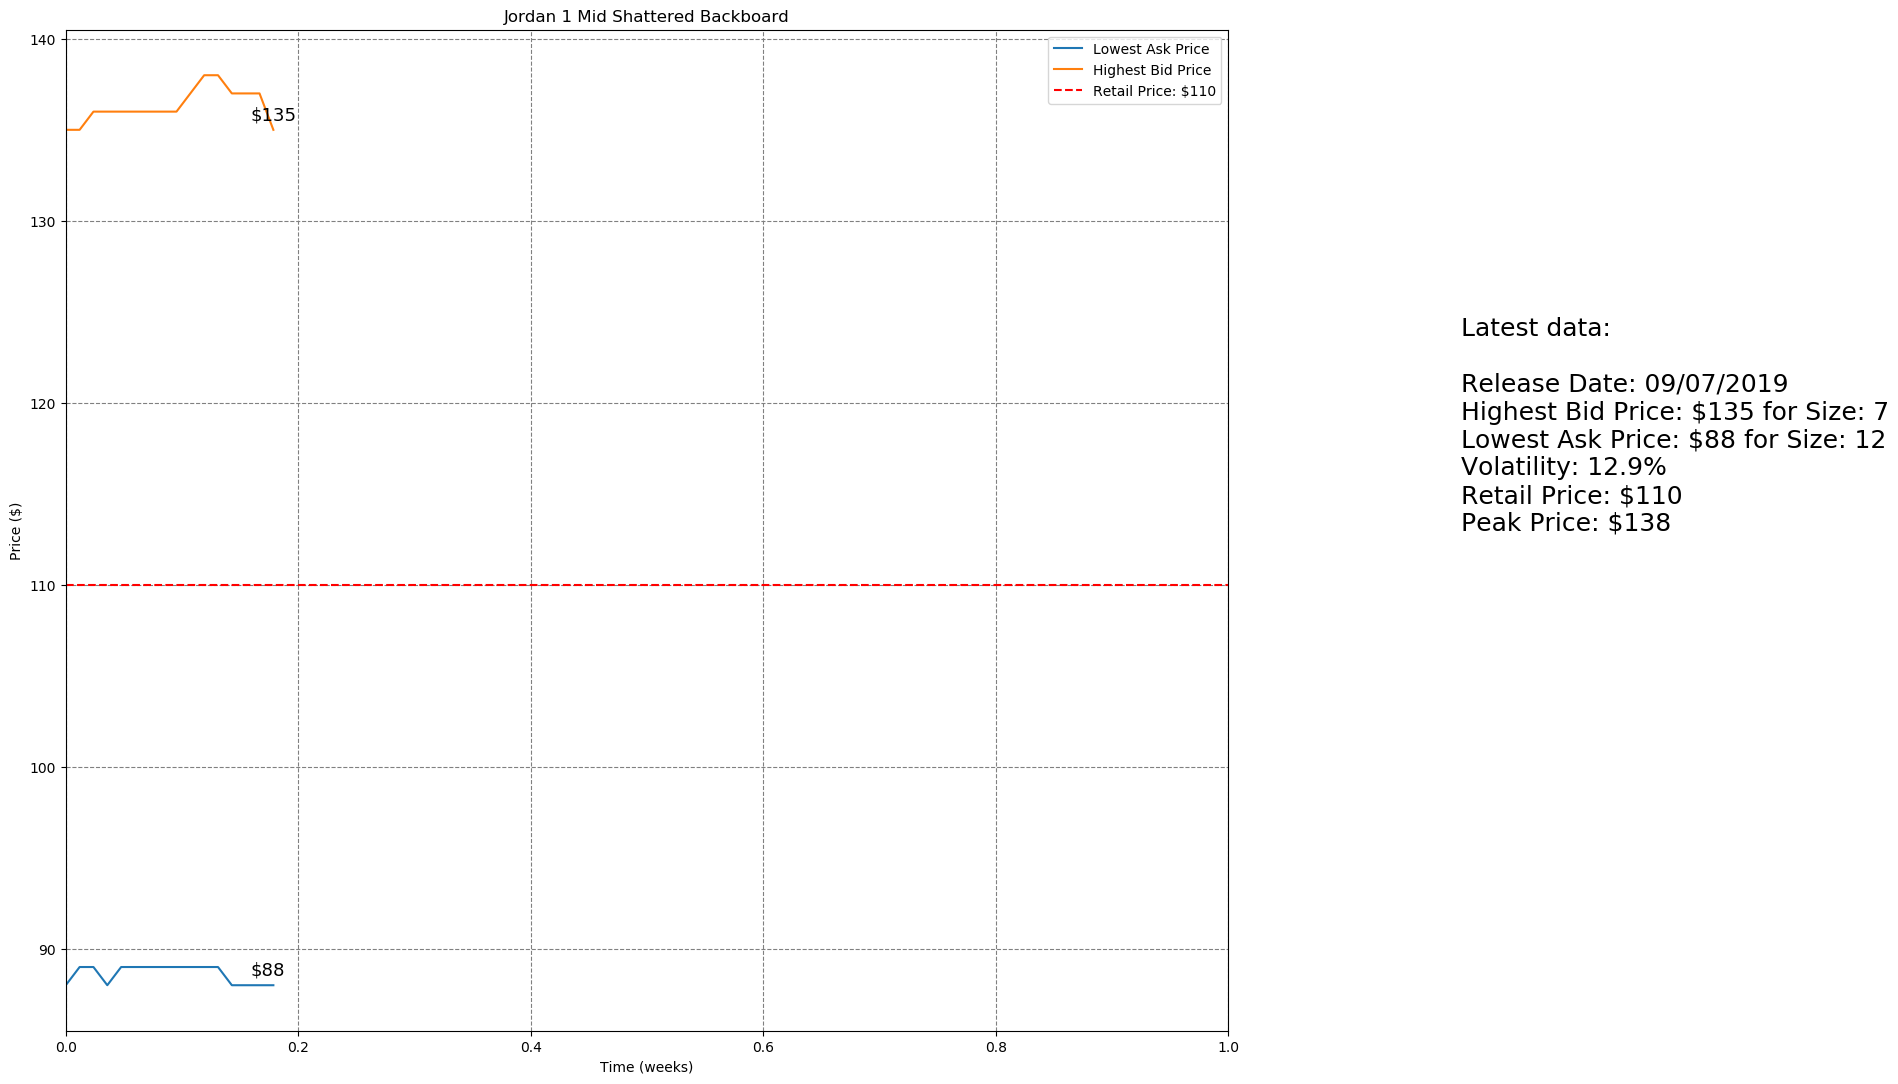 Jordan 1 Mid Shattered Backboard
140
130
120
110
100
90
Price ($)
0.0
0.2
0.4
0.6
0.8
1.0
Time (weeks)
$135
$88
Lowest Ask Price
Highest Bid Price
Retail Price: $110
Latest data:
Release Date: 09/07/2019
Highest Bid Price: $135 for Size: 7
Lowest Ask Price: $88 for Size: 12
Volatility: 12.9%
Retail Price: $110
Peak Price: $138